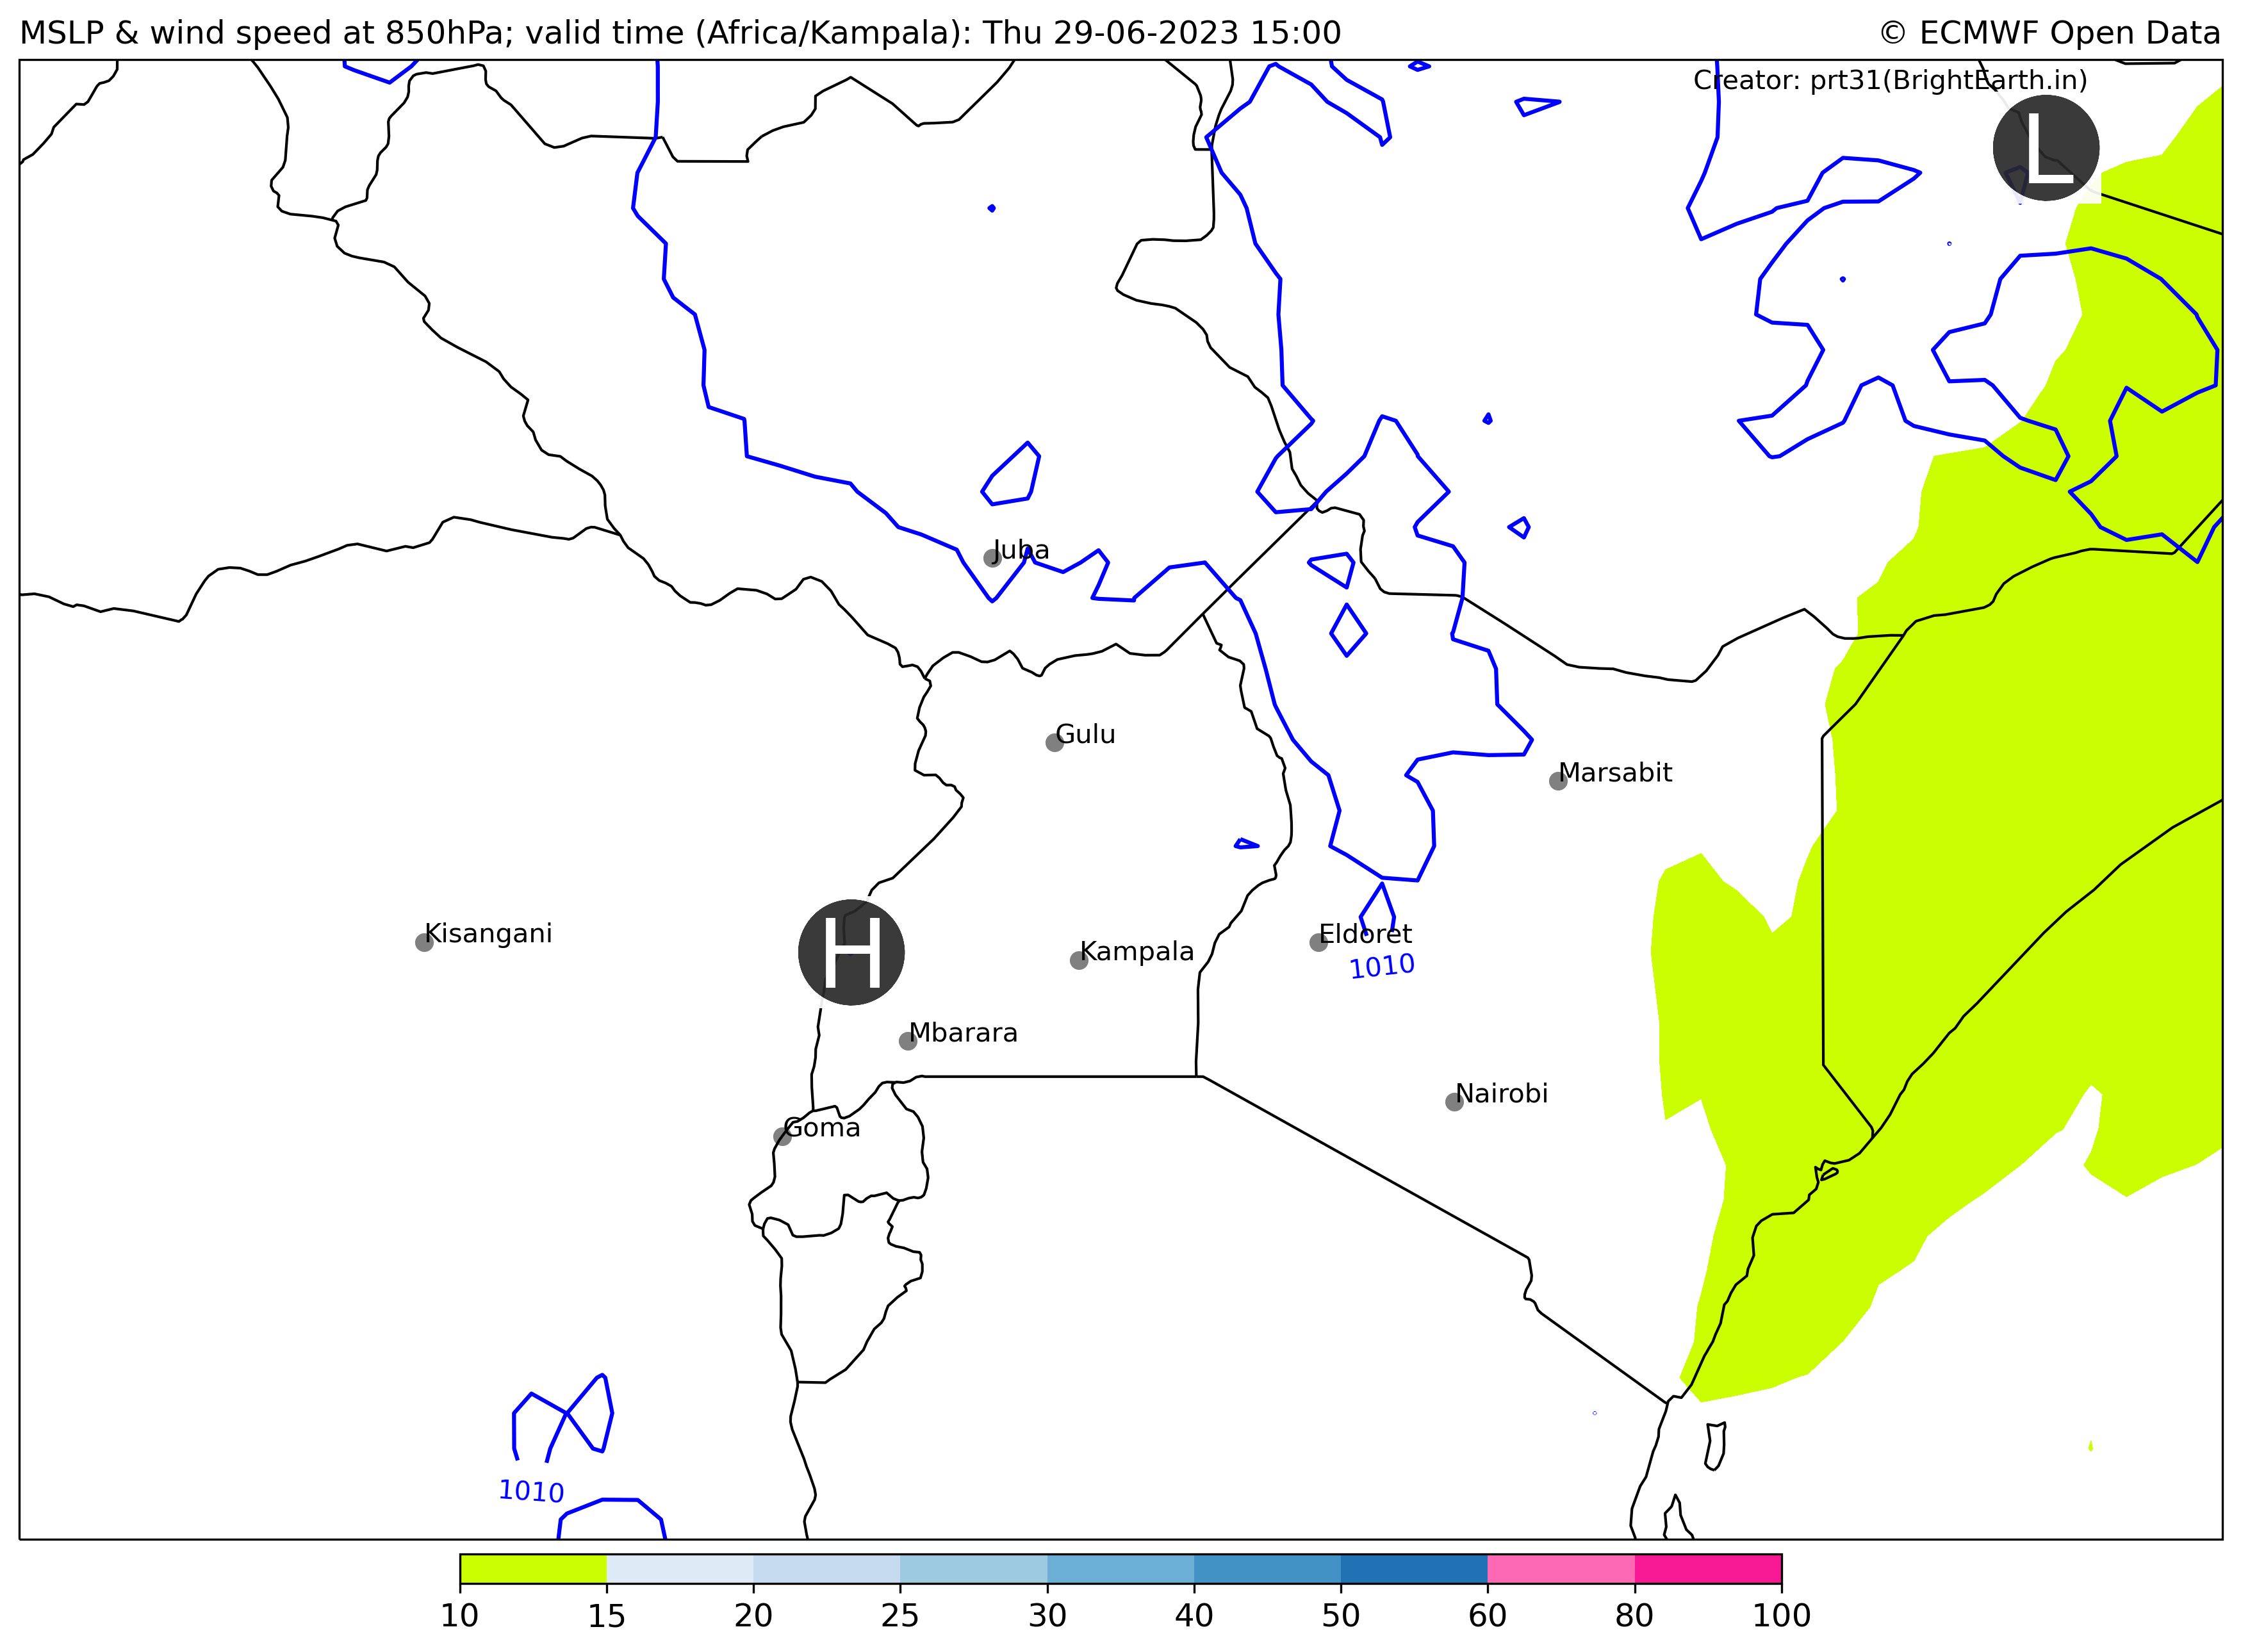 MSLP & wind speed at 850hPa; valid time (Africa/Kampala): Thu 29-06-2023 15:00
© ECMWF Open Data
Creator: prt31(BrightEarth.in)
L
Juba
Gulu
Marsabit
Kisangani
H
Kampala
Eldoret
1010
Mbarara
Nairobi
Goma
1010
10 15 20 25 30 40 50 60 80 100